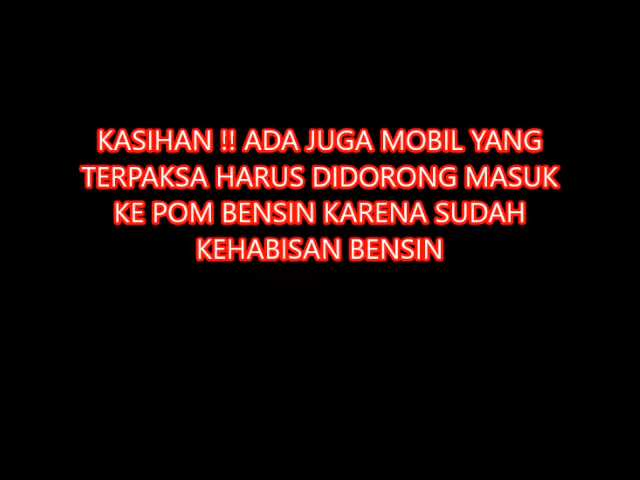 KASIHAN !! ADA JUGA MOBIL YANG
TERPAKSA HARUS DIDORONG MASUK
KE POM BENSIN KARENA SUDAH
KEHABISAN BENSIN